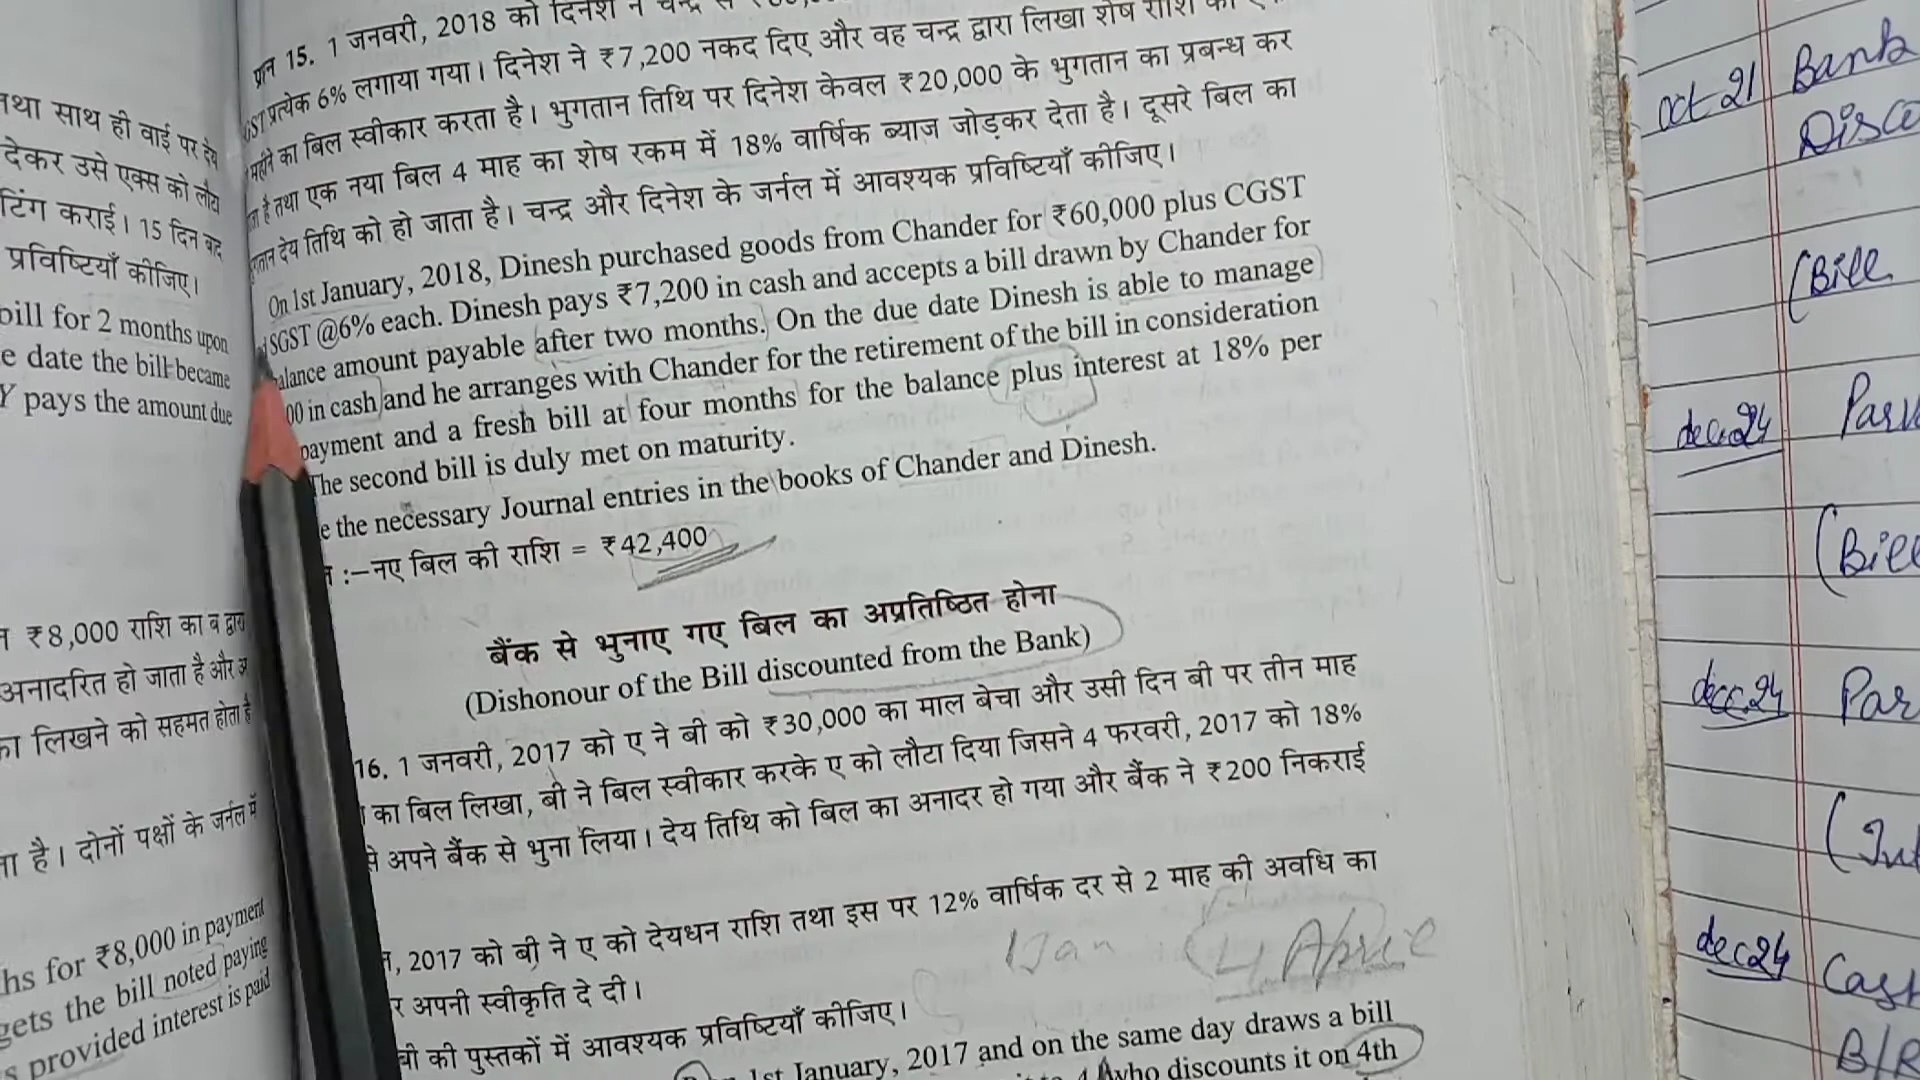 तथा साथ ही वाई पर देय
देकर उसे एक्स को लौटा
टिंग कराई। 15 दिन बाद
प्रविष्टियाँ कीजिए।
bill for 2 months upon
e date the bill became
Y pays the amount due
₹8,000 राशि का ब द्वारा
अनादरित हो जाता है और अ
का लिखने को सहमत होता है
ता है। दोनों पक्षों के जर्नल में
hs for ₹8,000 in payment
gets the bill noted paying
s provided interest is paid
15. 1 जनवरी, 2018 को दिनेश ने
प्रत्येक 6% लगाया गया। दिनेश ने ₹7,200 नकद दिए और वह चन्द्र द्वारा लिखा शेष राशि का
महीने का बिल स्वीकार करता है। भुगतान तिथि पर दिनेश केवल ₹20,000 के भुगतान का प्रबन्ध कर
है तथा एक नया बिल 4 माह का शेष रकम में 18% वार्षिक ब्याज जोड़कर देता है। दूसरे बिल का
देय तिथि को हो जाता है। चन्द्र और दिनेश के जर्नल में आवश्यक प्रविष्टियाँ कीजिए।
On 1st January, 2018, Dinesh purchased goods from Chander for ₹60,000 plus CGST
SGST @6% each. Dinesh pays ₹7,200 in cash and accepts a bill drawn by Chander for
alance amount payable after two months. On the due date Dinesh is able to manage
00 in cash and he arranges with Chander for the retirement of the bill in consideration
payment and a fresh bill at four months for the balance plus interest at 18% per
The second bill is duly met on maturity.
e the necessary Journal entries in the books of Chander and Dinesh.
:–नए बिल की राशि = ₹42,400
बैंक से भुनाए गए बिल का अप्रतिष्ठित होना
(Dishonour of the Bill discounted from the Bank)
16. 1 जनवरी, 2017 को ए ने बी को ₹30,000 का माल बेचा और उसी दिन बी पर तीन माह
का बिल लिखा, बी ने बिल स्वीकार करके ए को लौटा दिया जिसने 4 फरवरी, 2017 को 18%
से अपने बैंक से भुना लिया। देय तिथि को बिल का अनादर हो गया और बैंक ने ₹200 निकराई
, 2017 को बी ने ए को देयधन राशि तथा इस पर 12% वार्षिक दर से 2 माह की अवधि का
र अपनी स्वीकृति दे दी।
1 Jan 4 April
बी की पुस्तकों में आवश्यक प्रविष्टियाँ कीजिए।
1st January, 2017 and on the same day draws a bill
who discounts it on 4th
Oct 21 Bank
Disco
(Bill
dec 24 Par
(Bill
dec 24 Par
(In
dec 24 Cash
B/R